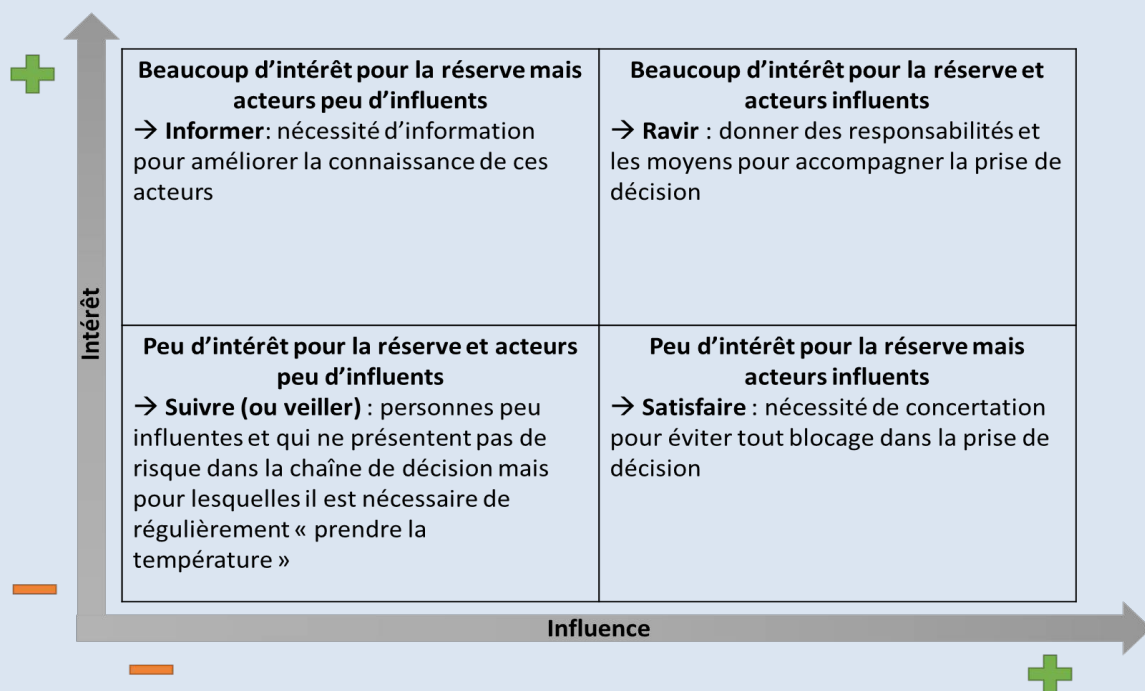 Beaucoup d'intérêt pour la réserve mais
acteurs peu d'influents
→ Informer: nécessité d'information
pour améliorer la connaissance de ces
acteurs
Beaucoup d'intérêt pour la réserve et
acteurs influents
→ Ravir : donner des responsabilités et
les moyens pour accompagner la prise de
décision
Intérêt
Peu d'intérêt pour la réserve et acteurs
peu d'influents
→ Suivre (ou veiller) : personnes peu
influentes et qui ne présentent pas de
risque dans la chaîne de décision mais
pour lesquelles il est nécessaire de
régulièrement « prendre la
température »
Peu d'intérêt pour la réserve mais
acteurs influents
→ Satisfaire : nécessité de concertation
pour éviter tout blocage dans la prise de
décision
Influence